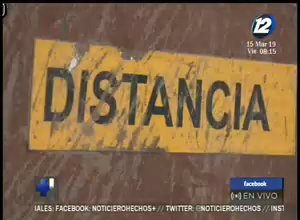 12
15 Mar 19
Vie 08:15
DISTANCIA
facebook
EN VIVO
IALES: FACEBOOK: NOTICIEROHECHOS+ // TWITTER: @NOTICIEROHECHOS // INST